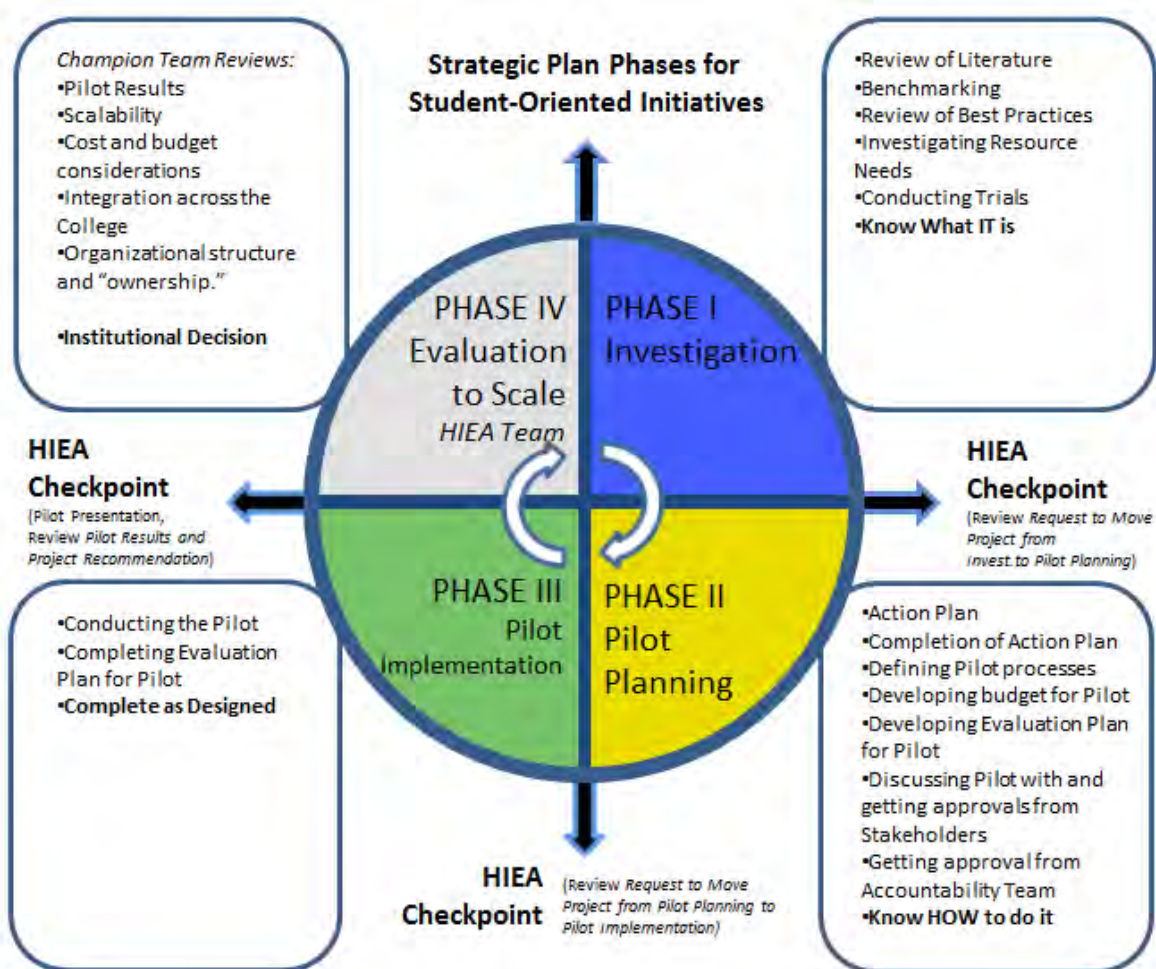 Strategic Plan Phases for
Student-Oriented Initiatives
Champion Team Reviews:
•Pilot Results
•Scalability
•Cost and budget
considerations
•Integration across the
College
•Organizational structure
and “ownership.”
•Institutional Decision
•Review of Literature
•Benchmarking
•Review of Best Practices
•Investigating Resource
Needs
•Conducting Trials
•Know What IT is
PHASE IV
Evaluation
to Scale
HIEA Team
PHASE I
Investigation
HIEA
Checkpoint
(Pilot Presentation,
Review Pilot Results and
Project Recommendation)
HIEA
Checkpoint
(Review Request to Move
Project from
Invest.to Pilot Planning)
PHASE III
Pilot
Implementation
PHASE II
Pilot
Planning
•Conducting the Pilot
•Completing Evaluation
Plan for Pilot
•Complete as Designed
•Action Plan
•Completion of Action Plan
•Defining Pilot processes
•Developing budget for Pilot
•Developing Evaluation Plan
for Pilot
•Discussing Pilot with and
getting approvals from
Stakeholders
•Getting approval from
Accountability Team
•Know HOW to do it
HIEA
Checkpoint
(Review Request to Move
Project from Pilot Planning to
Pilot Implementation)